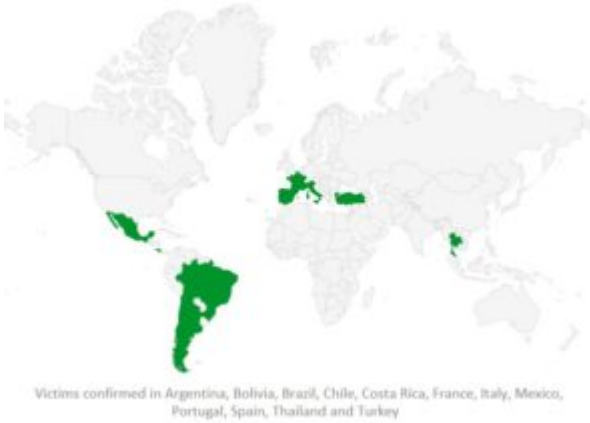 Victims confirmed in Argentina, Bolivia, Brazil, Chile, Costa Rica, France, Italy, Mexico,
Portugal, Spain, Thailand and Turkey